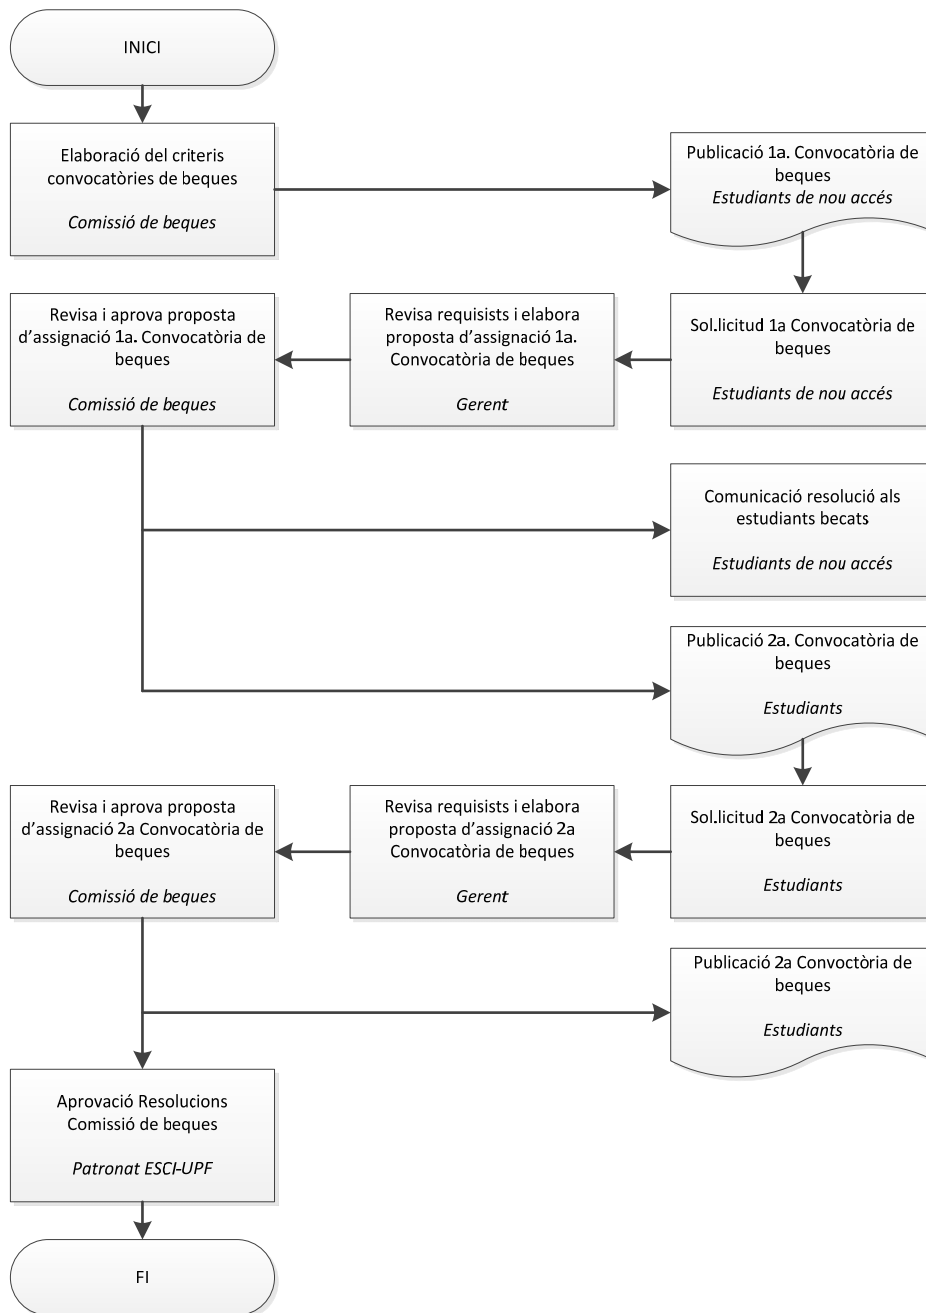 INICI
Elaboració del criteris
convocatòries de beques
Comissió de beques
Publicació 1a. Convocatòria de
beques
Estudiants de nou accés
Revisa i aprova proposta
d’assignació 1a. Convocatòria de
beques
Comissió de beques
Revisa requisists i elabora
proposta d’assignació 1a.
Convocatòria de beques
Gerent
Sol.licitud 1a Convocatòria de
beques
Estudiants de nou accés
Comunicació resolució als
estudiants becats
Estudiants de nou accés
Publicació 2a. Convocatòria de
beques
Estudiants
Revisa i aprova proposta
d’assignació 2a Convocatòria de
beques
Comissió de beques
Revisa requisists i elabora
proposta d’assignació 2a
Convocatòria de beques
Gerent
Sol.licitud 2a Convocatòria de
beques
Estudiants
Publicació 2a Convoctòria de
beques
Estudiants
Aprovació Resolucions
Comissió de beques
Patronat ESCI-UPF
FI